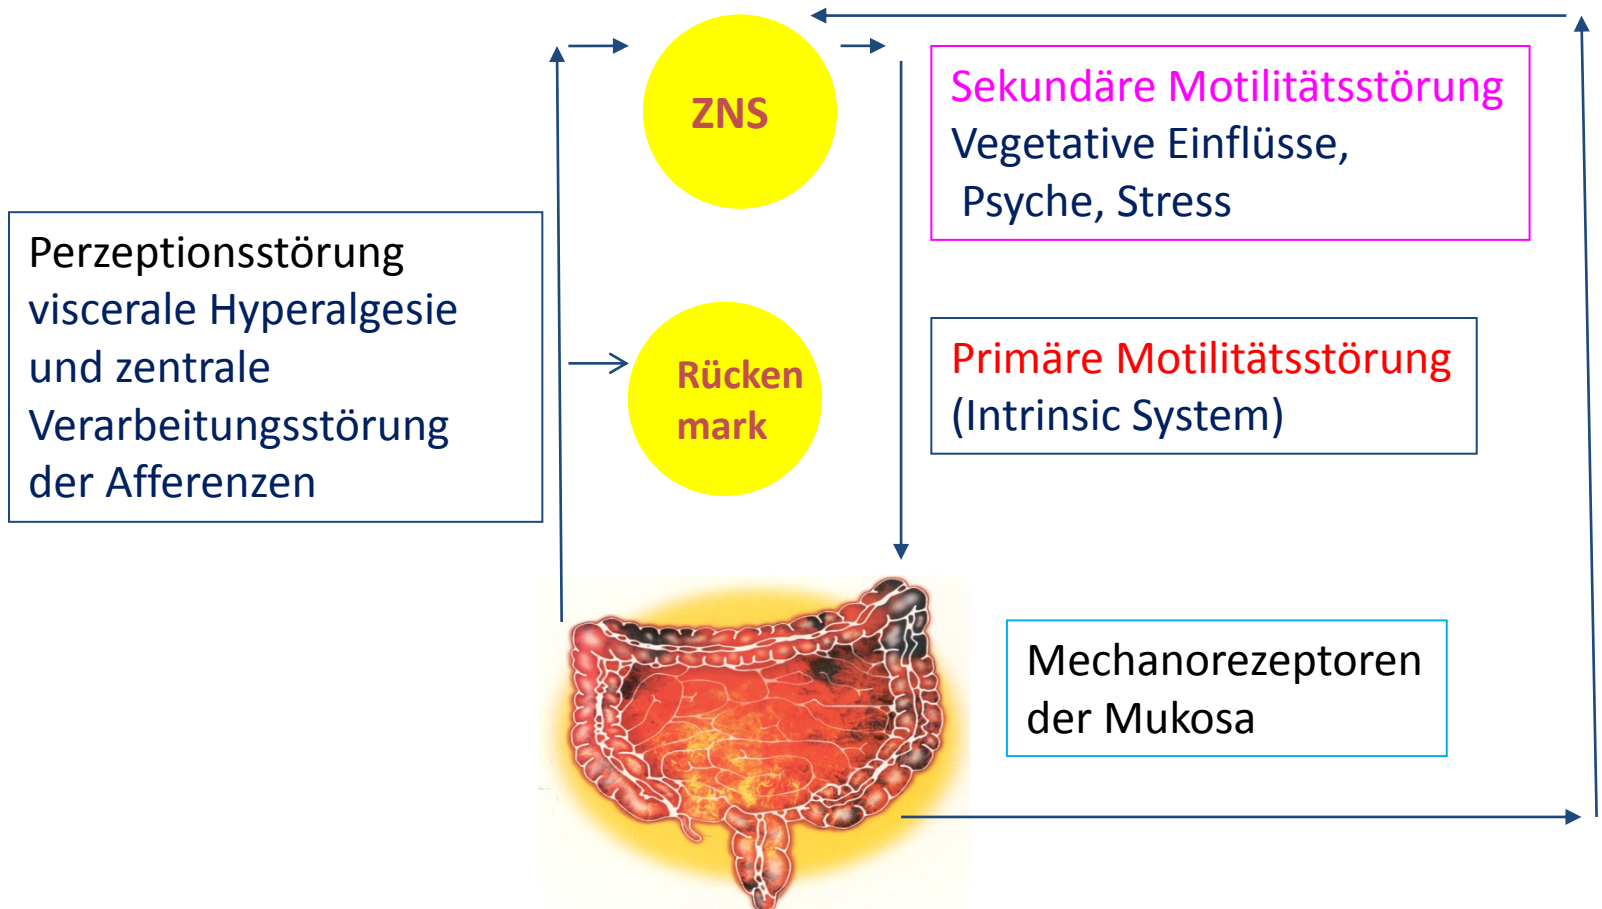 ZNS
Sekundäre Motilitätsstörung
Vegetative Einflüsse,
Psyche, Stress
Perzeptionsstörung
viscerale Hyperalgesie
und zentrale
Verarbeitungsstörung
der Afferenzen
Rücken
mark
Primäre Motilitätsstörung
(Intrinsic System)
Mechanorezeptoren
der Mukosa